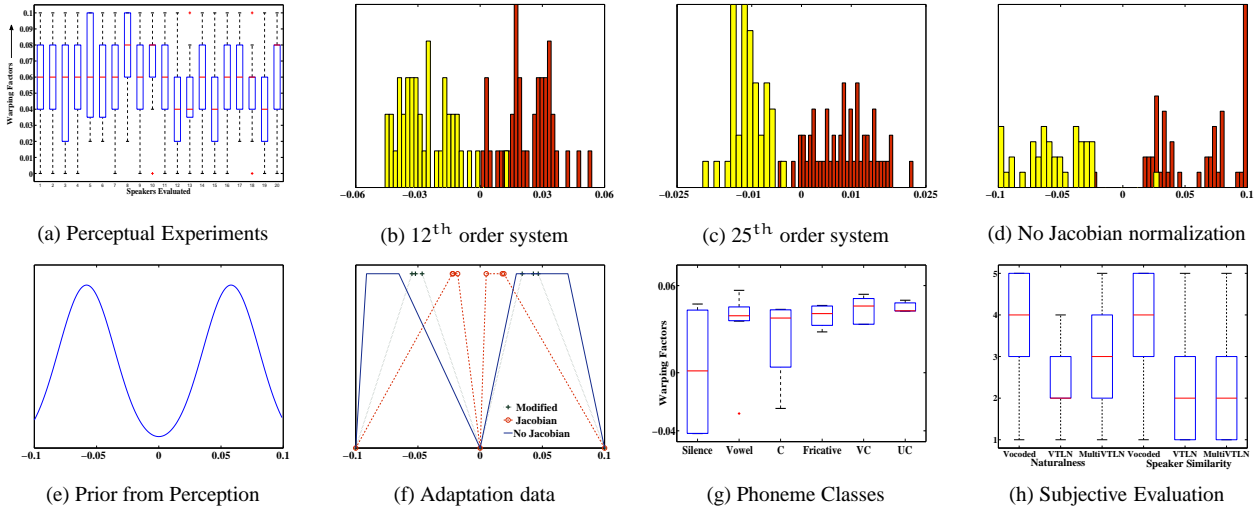 Warping Factors
0.1
0.09
0.08
0.07
0.06
0.05
0.04
0.03
0.02
0.01
0
1 2 3 4 5 6 7 8 9 10 11 12 13 14 15 16 17 18 19 20
Speakers Evaluated
(a) Perceptual Experiments
-0.06 -0.03 0 0.03 0.06
(b) 12th order system
-0.025 -0.015 0 0.015 0.025
(c) 25th order system
-0.1 -0.05 0 0.05 0.1
(d) No Jacobian normalization
-0.1 -0.05 0 0.05 0.1
(e) Prior from Perception
Modified
Jacobian
No Jacobian
-0.1 -0.05 0 0.05 0.1
(f) Adaptation data
Warping Factors
0.06
0
-0.04
Silence Vowel C Fricative VC UC
(g) Phoneme Classes
5
4
3
2
1
Vocoded VTLN MultiVTLN Vocoded VTLN MultiVTLN
Naturalness Speaker Similarity
(h) Subjective Evaluation